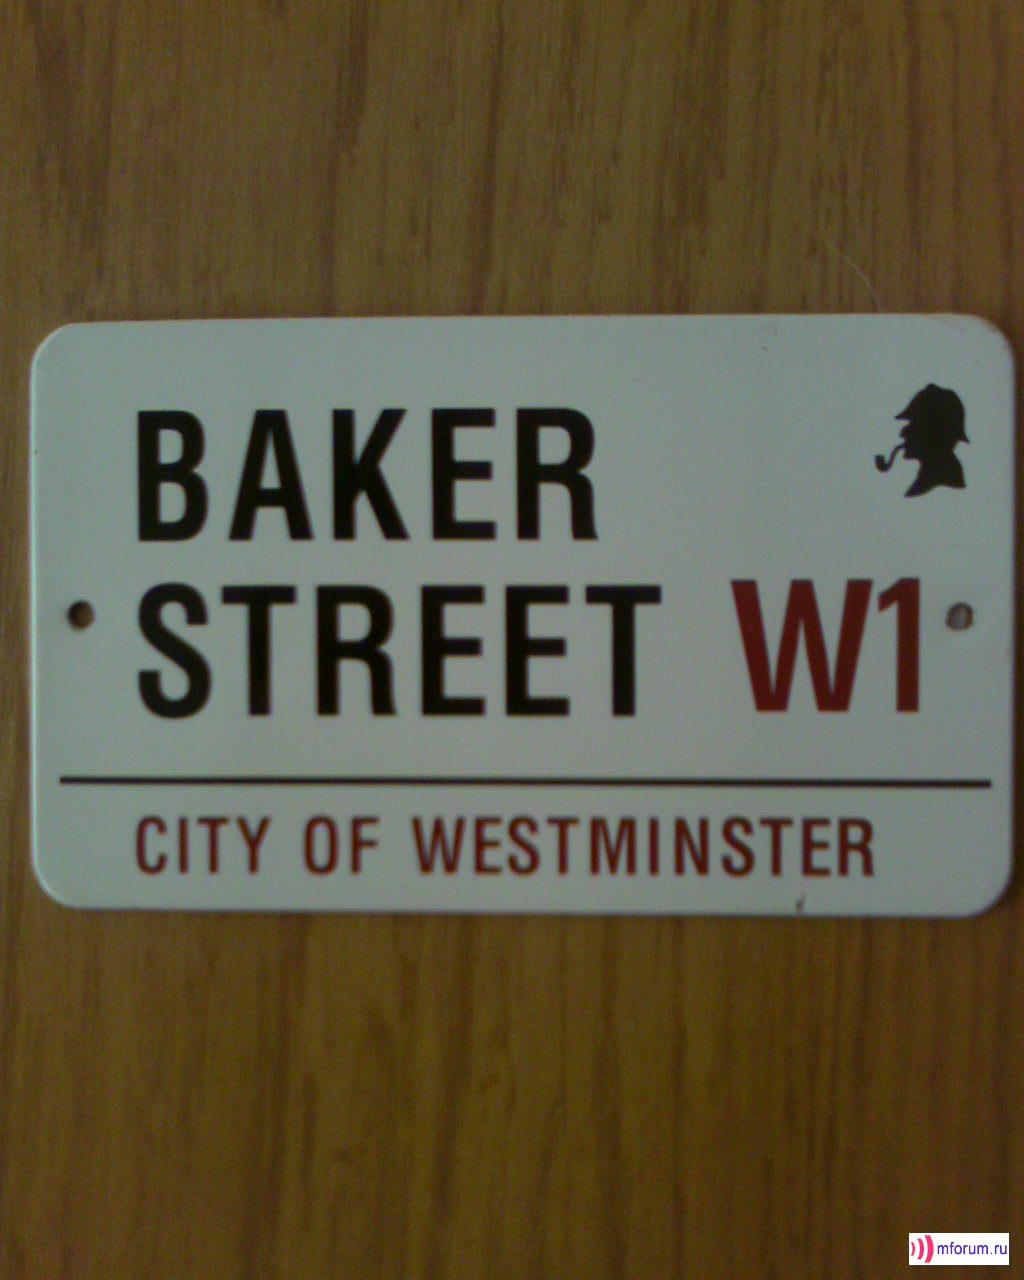 BAKER
STREET W1
CITY OF WESTMINSTER
mforum.ru